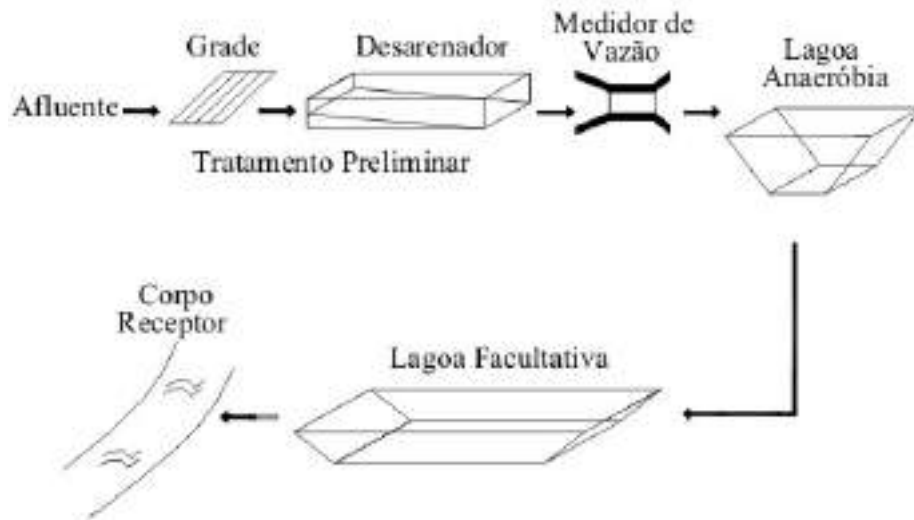 Grade
Desarenador
Medidor de
Vazão
Lagoa
Anaeróbia
Afluente
Tratamento Preliminar
Corpo
Receptor
Lagoa Facultativa